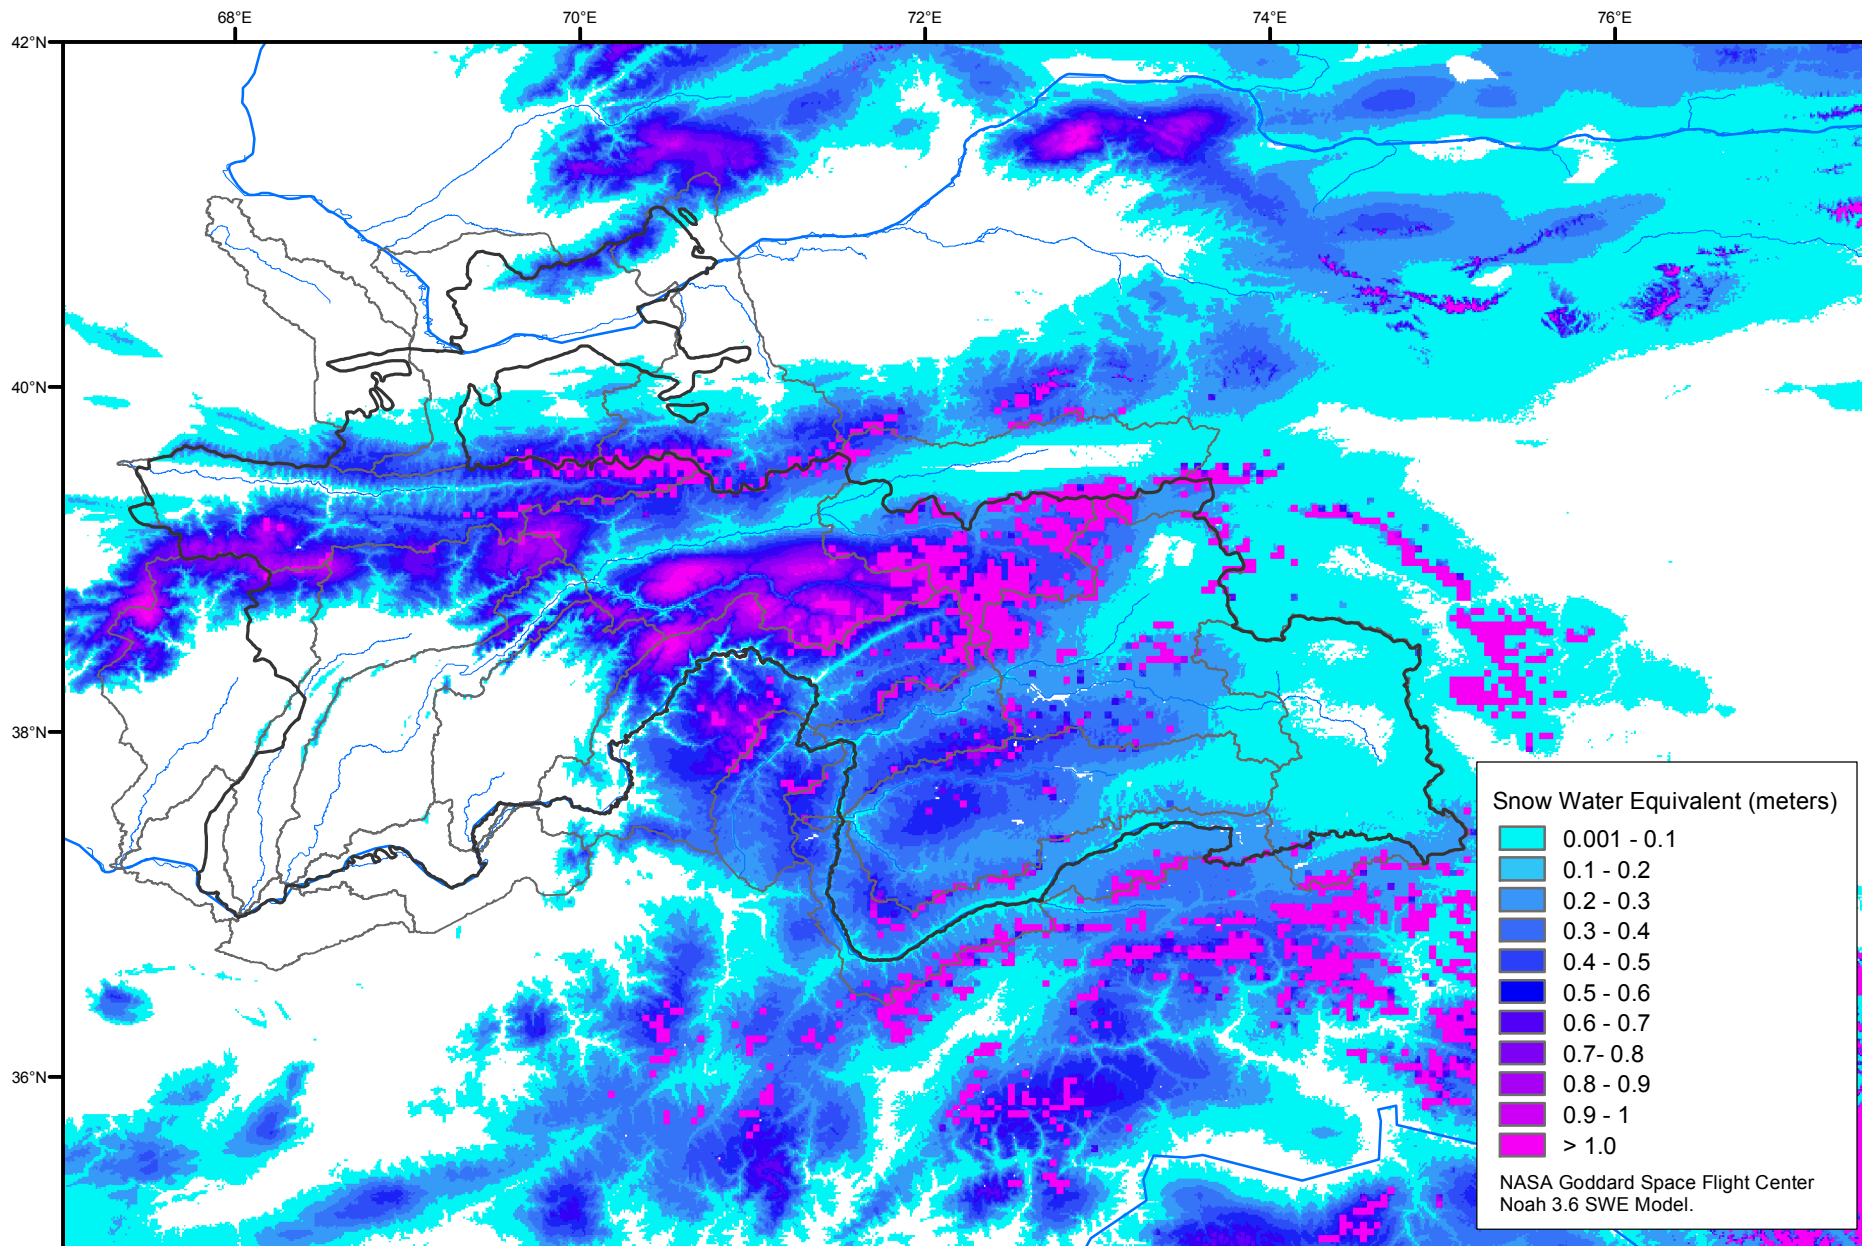 68°E
70°E
72°E
74°E
76°E
42°N
40°N
38°N
36°N
Snow Water Equivalent (meters)
0.001 - 0.1
0.1 - 0.2
0.2 - 0.3
0.3 - 0.4
0.4 - 0.5
0.5 - 0.6
0.6 - 0.7
0.7- 0.8
0.8 - 0.9
0.9 - 1
> 1.0
NASA Goddard Space Flight Center
Noah 3.6 SWE Model.